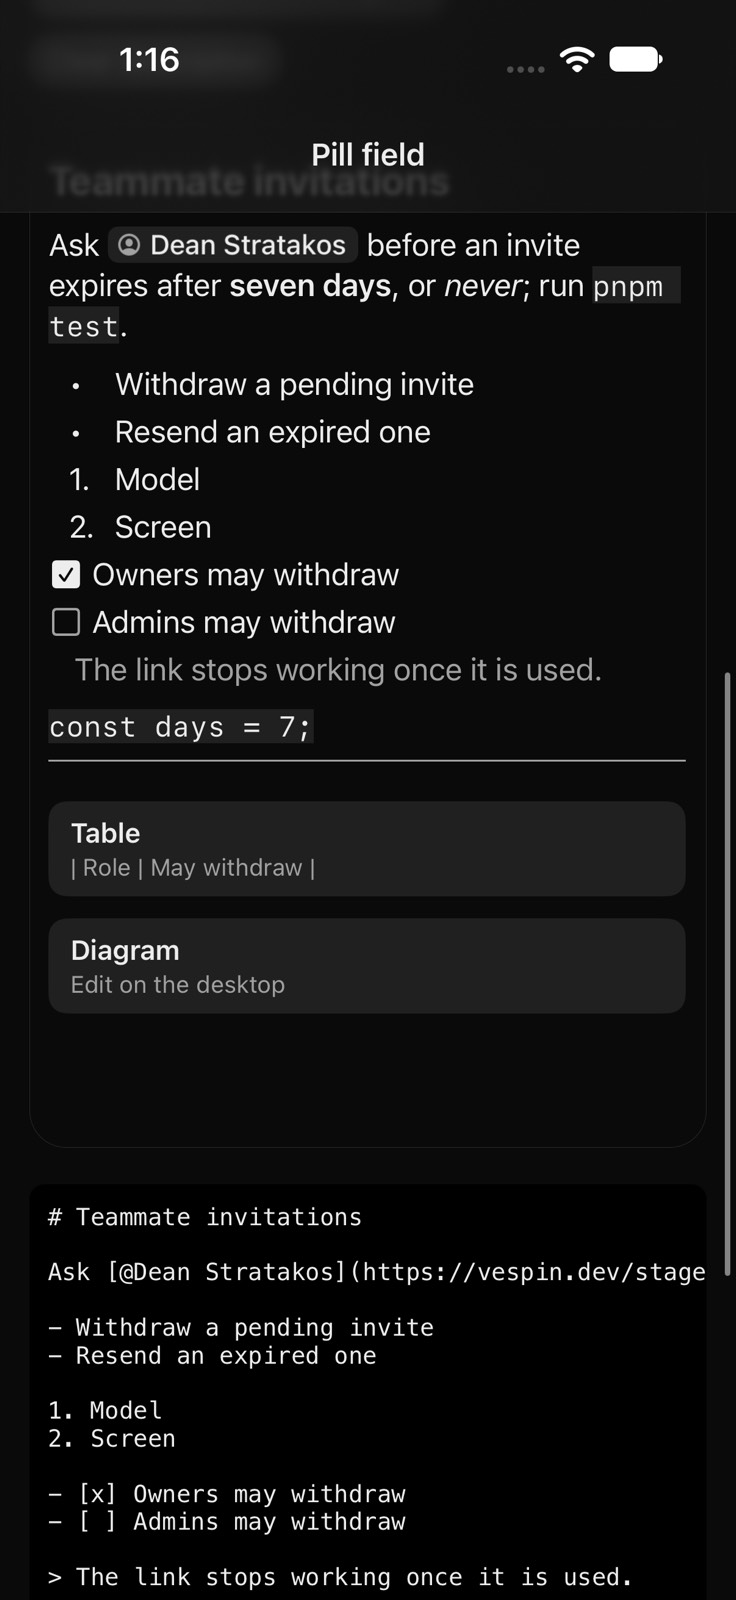 1:16
Pill field
Teammate invitations
Ask Dean Stratakos before an invite
expires after seven days, or never; run pnpm
test.
• Withdraw a pending invite
• Resend an expired one
1. Model
2. Screen
Owners may withdraw
Admins may withdraw
The link stops working once it is used.
const days = 7;
Table
| Role | May withdraw |
Diagram
Edit on the desktop
# Teammate invitations
Ask [@Dean Stratakos](https://vespin.dev/stage
- Withdraw a pending invite
- Resend an expired one
1. Model
2. Screen
- [x] Owners may withdraw
- [ ] Admins may withdraw
> The link stops working once it is used.